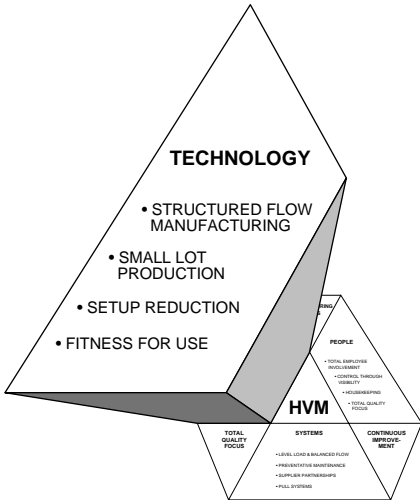 TECHNOLOGY
• STRUCTURED FLOW
MANUFACTURING
• SMALL LOT
PRODUCTION
• SETUP REDUCTION
• FITNESS FOR USE
PEOPLE
• TOTAL EMPLOYEE
INVOLVEMENT
• CONTROL THROUGH
VISIBILITY
• HOUSEKEEPING
• TOTAL QUALITY
FOCUS
HVM
TOTAL
QUALITY
FOCUS
SYSTEMS
• LEVEL LOAD & BALANCED FLOW
• PREVENTATIVE MAINTENANCE
• SUPPLIER PARTNERSHIPS
• PULL SYSTEMS
CONTINUOUS
IMPROVE-
MENT